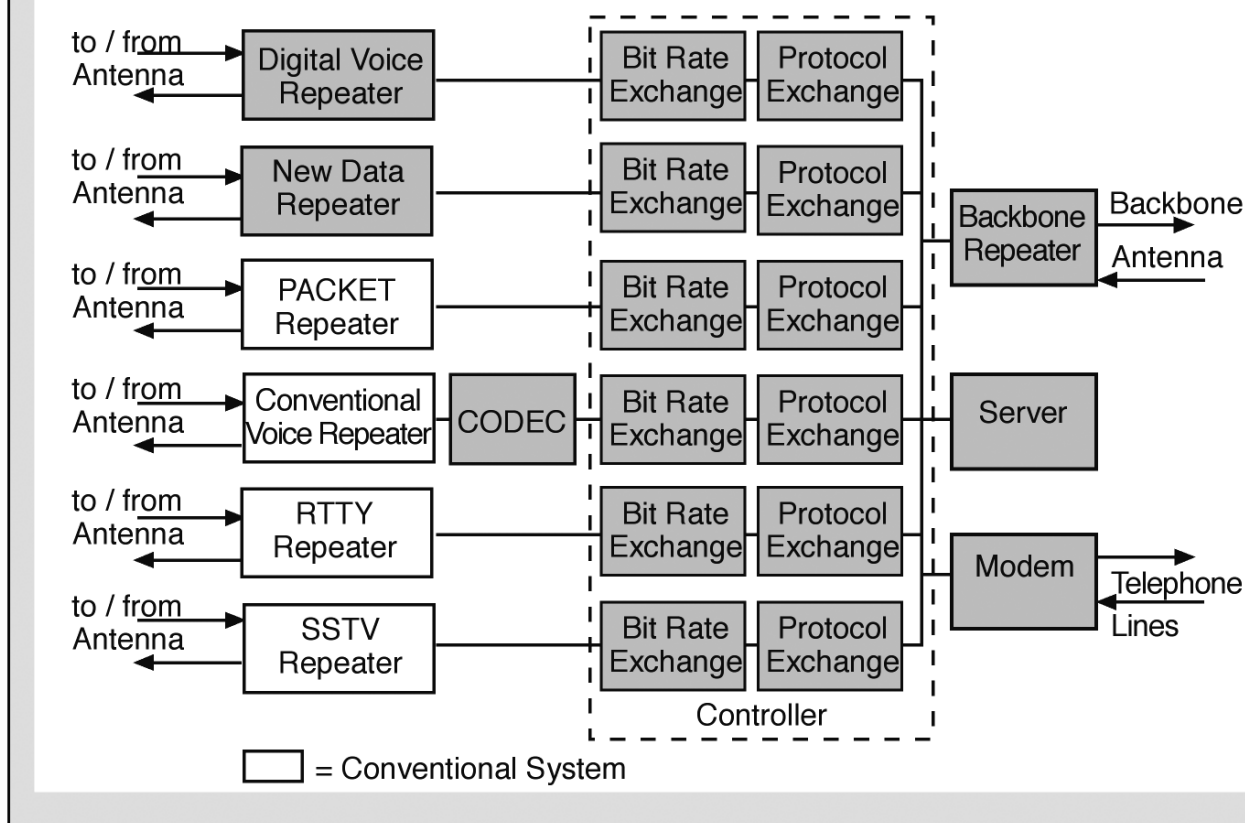 to / from
Antenna
Digital Voice
Repeater
Bit Rate
Exchange
Protocol
Exchange
to / from
Antenna
New Data
Repeater
Bit Rate
Exchange
Protocol
Exchange
Backbone
Repeater
Backbone
Antenna
to / from
Antenna
PACKET
Repeater
Bit Rate
Exchange
Protocol
Exchange
to / from
Antenna
Conventional
Voice Repeater
CODEC
Bit Rate
Exchange
Protocol
Exchange
Server
to / from
Antenna
RTTY
Repeater
Bit Rate
Exchange
Protocol
Exchange
Modem
Telephone
Lines
to / from
Antenna
SSTV
Repeater
Bit Rate
Exchange
Protocol
Exchange
Controller
= Conventional System